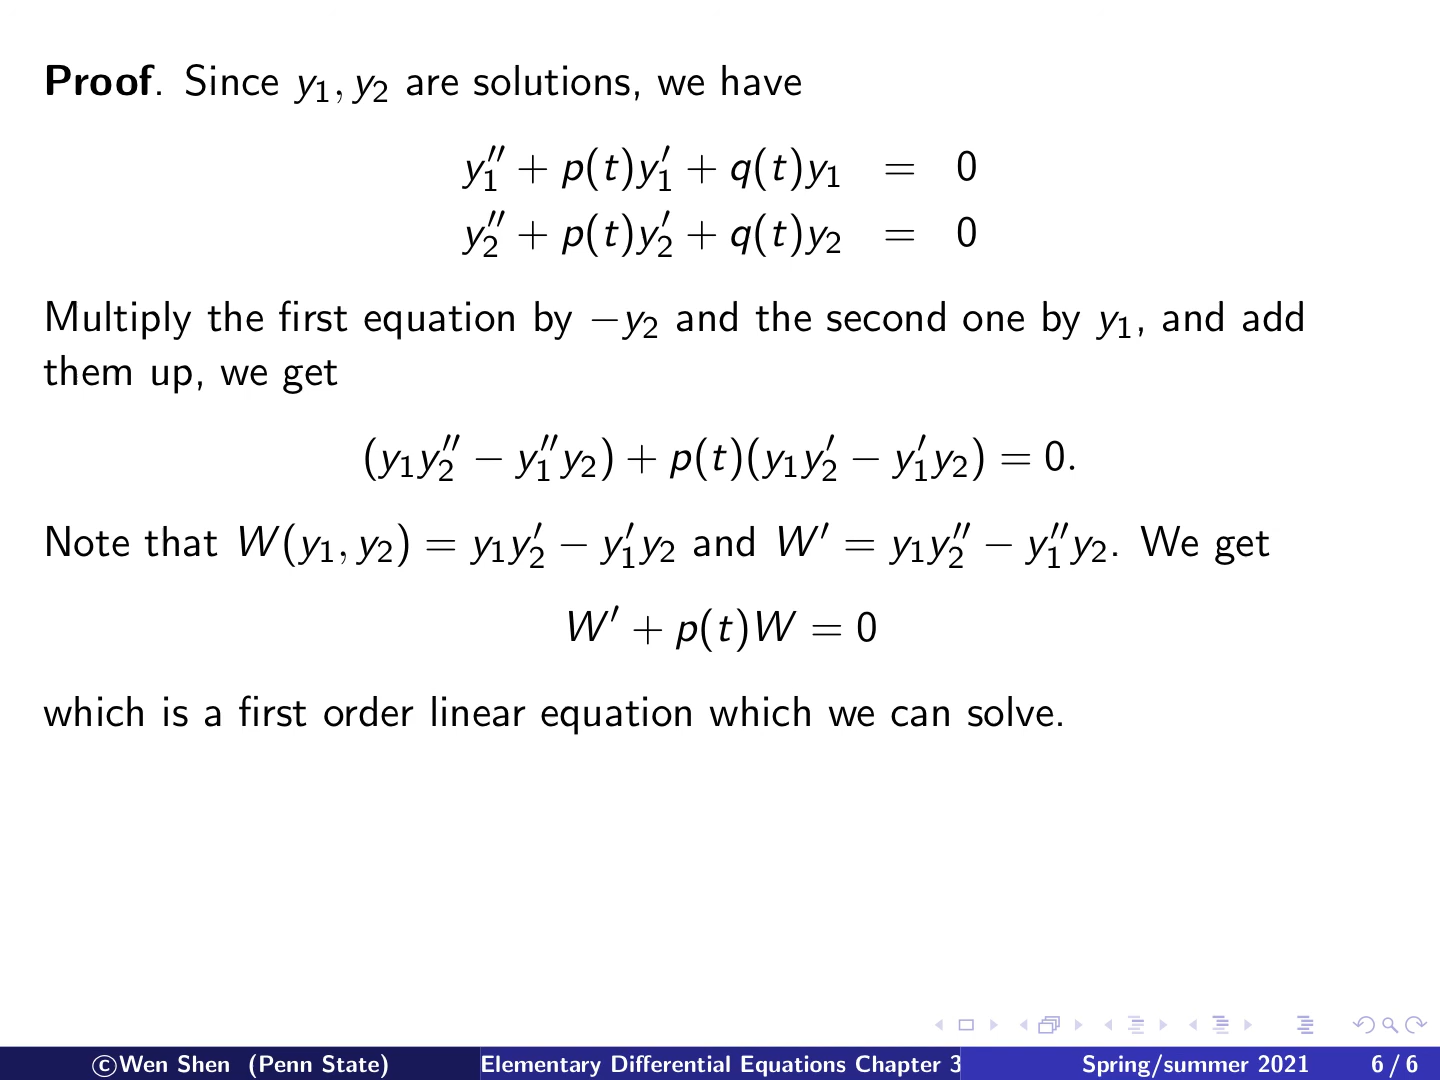 Proof. Since y₁, y₂ are solutions, we have
y₁″ + p(t)y₁′ + q(t)y₁ = 0
y₂″ + p(t)y₂′ + q(t)y₂ = 0
Multiply the first equation by −y₂ and the second one by y₁, and add
them up, we get
(y₁y₂″ − y₁″y₂) + p(t)(y₁y₂′ − y₁′y₂) = 0.
Note that W(y₁, y₂) = y₁y₂′ − y₁′y₂ and W′ = y₁y₂″ − y₁″y₂. We get
W′ + p(t)W = 0
which is a first order linear equation which we can solve.
©Wen Shen (Penn State) Elementary Differential Equations Chapter 3 Spring/summer 2021 6 / 6